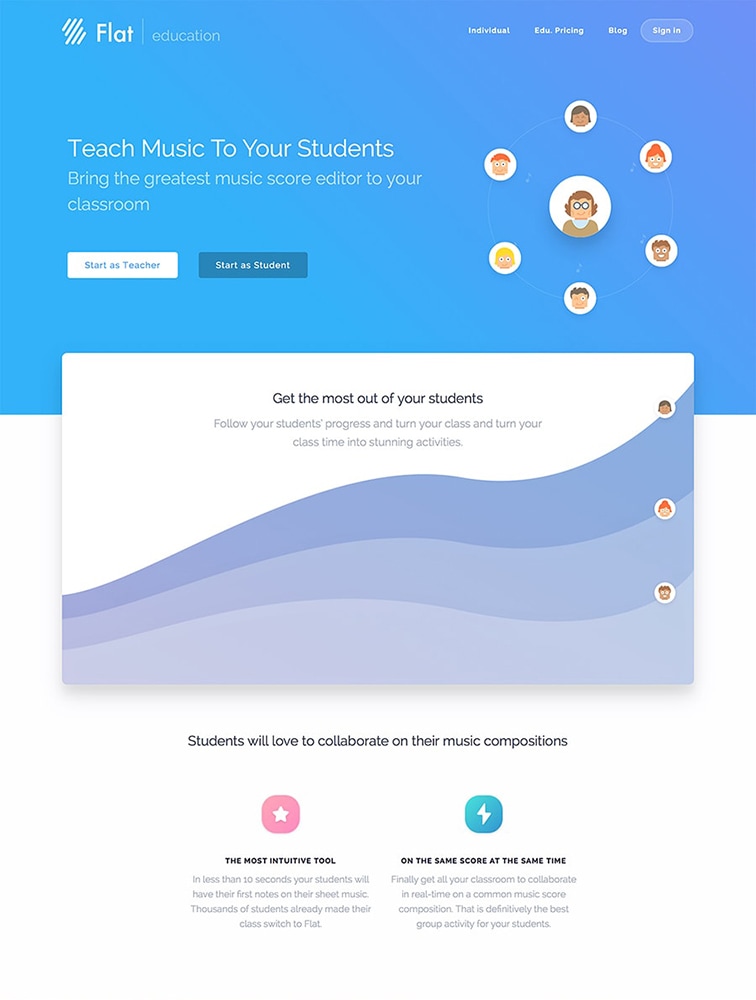 Flat education
Individual
Edu. Pricing
Blog
Sign in
Teach Music To Your Students
Bring the greatest music score editor to your
classroom
Start as Teacher
Start as Student
Get the most out of your students
Follow your students' progress and turn your class and turn your
class time into stunning activities.
Students will love to collaborate on their music compositions
THE MOST INTUITIVE TOOL
In less than 10 seconds your students will
have their first notes on their sheet music.
Thousands of students already made their
class switch to Flat.
ON THE SAME SCORE AT THE SAME TIME
Finally get all your classroom to collaborate
in real-time on a common music score
composition. That is definitively the best
group activity for your students.